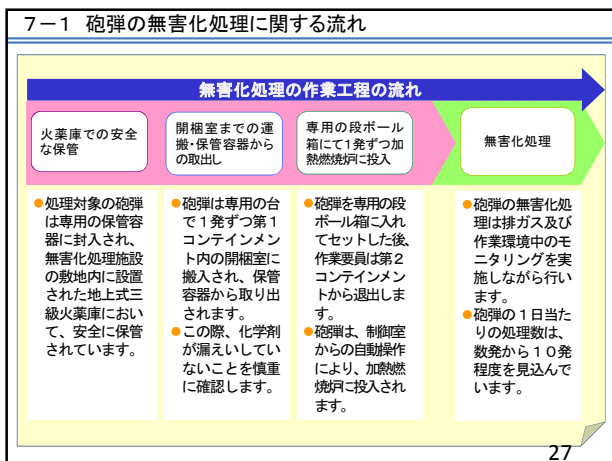 7－1 砲弾の無害化処理に関する流れ
無害化処理の作業工程の流れ
火薬庫での安全
な保管
開梱室までの運
搬・保管容器から
の取出し
専用の段ボール
箱にて1発ずつ加
熱燃焼炉に投入
無害化処理
●処理対象の砲弾
は専用の保管容
器に封入され、
無害化処理施設
の敷地内に設置
された地上式三
級火薬庫におい
て、安全に保管
されています。
●砲弾は専用の台
で１発ずつ第１
コンテインメン
ト内の開梱室に
搬入され、保管
容器から取り出
されます。
●この際、化学剤
が漏えいしてい
ないことを慎重
に確認します。
●砲弾を専用の段
ボール箱に入れ
てセットした後、
作業要員は第２
コンテインメン
トから退出しま
す。
●砲弾は、制御室
からの自動操作
により、加熱燃
焼炉に投入され
ます。
●砲弾の無害化処
理は排ガス及び
作業環境中のモ
ニタリングを実
施しながら行い
ます。
●砲弾の１日当た
りの処理数は、
数発から１０発
程度を見込んで
います。
27